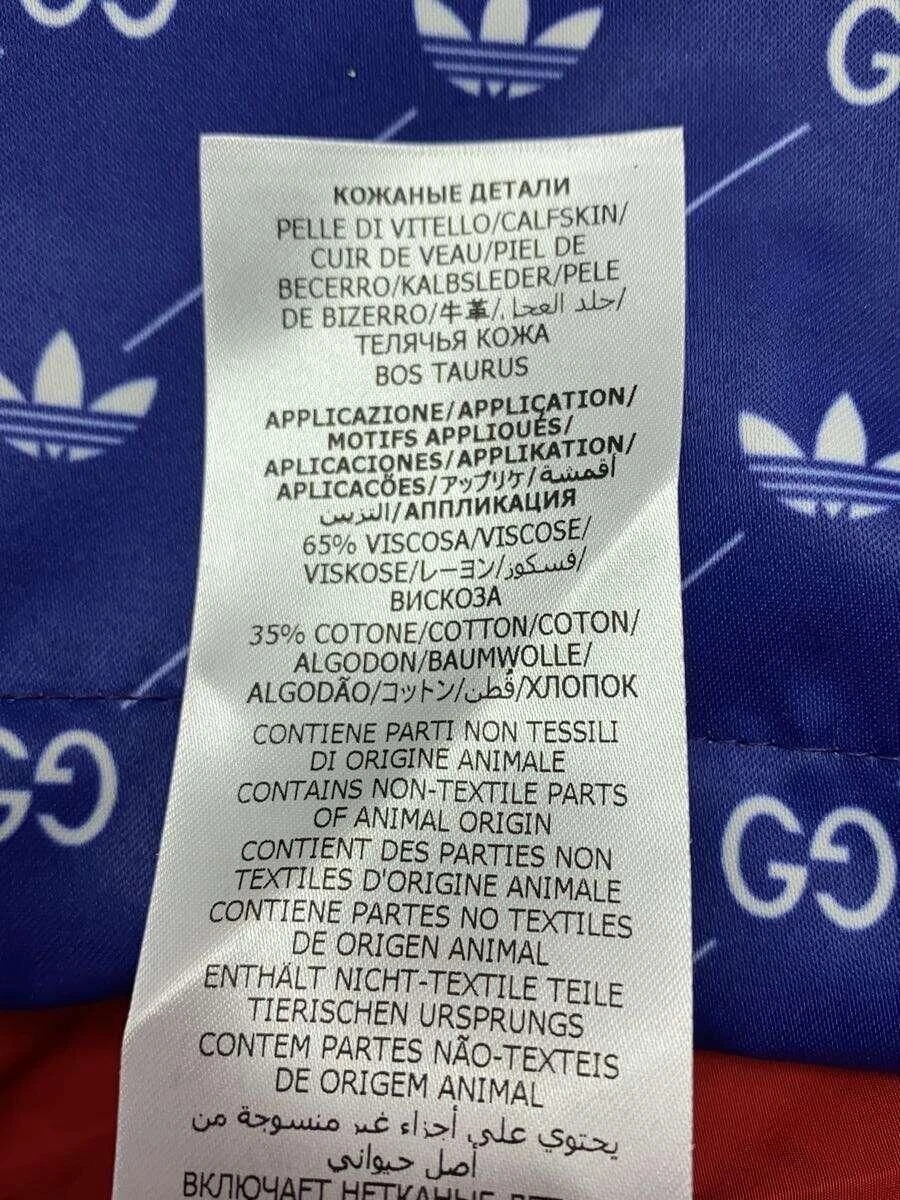 GG
G
КОЖАНЫЕ ДЕТАЛИ
PELLE DI VITELLO/CALFSKIN/
CUIR DE VEAU/PIEL DE
BECERRO/KALBSLEDER/PELE
DE BIZERRO/牛革/جلد العجل/
ТЕЛЯЧЬЯ КОЖА
BOS TAURUS
APPLICAZIONE/APPLICATION/
MOTIFS APPLIQUÉS/
APLICACIONES/APPLIKATION/
APLICACÕES/アップリケ/أقمشة
التزيين/АППЛИКАЦИЯ
65% VISCOSA/VISCOSE/
VISKOSE/レーヨン/فسكوز/
ВИСКОЗА
35% COTONE/COTTON/COTON/
ALGODON/BAUMWOLLE/
ALGODÃO/コットン/قطن/ХЛОПОК
CONTIENE PARTI NON TESSILI
DI ORIGINE ANIMALE
CONTAINS NON-TEXTILE PARTS
OF ANIMAL ORIGIN
CONTIENT DES PARTIES NON
TEXTILES D'ORIGINE ANIMALE
CONTIENE PARTES NO TEXTILES
DE ORIGEN ANIMAL
ENTHÄLT NICHT-TEXTILE TEILE
TIERISCHEN URSPRUNGS
CONTEM PARTES NÃO-TEXTEIS
DE ORIGEM ANIMAL
يحتوي على أجزاء غير منسوجة من
أصل حيواني
ВКЛЮЧАЕТ НЕТКАНЫЕ
GG
GG